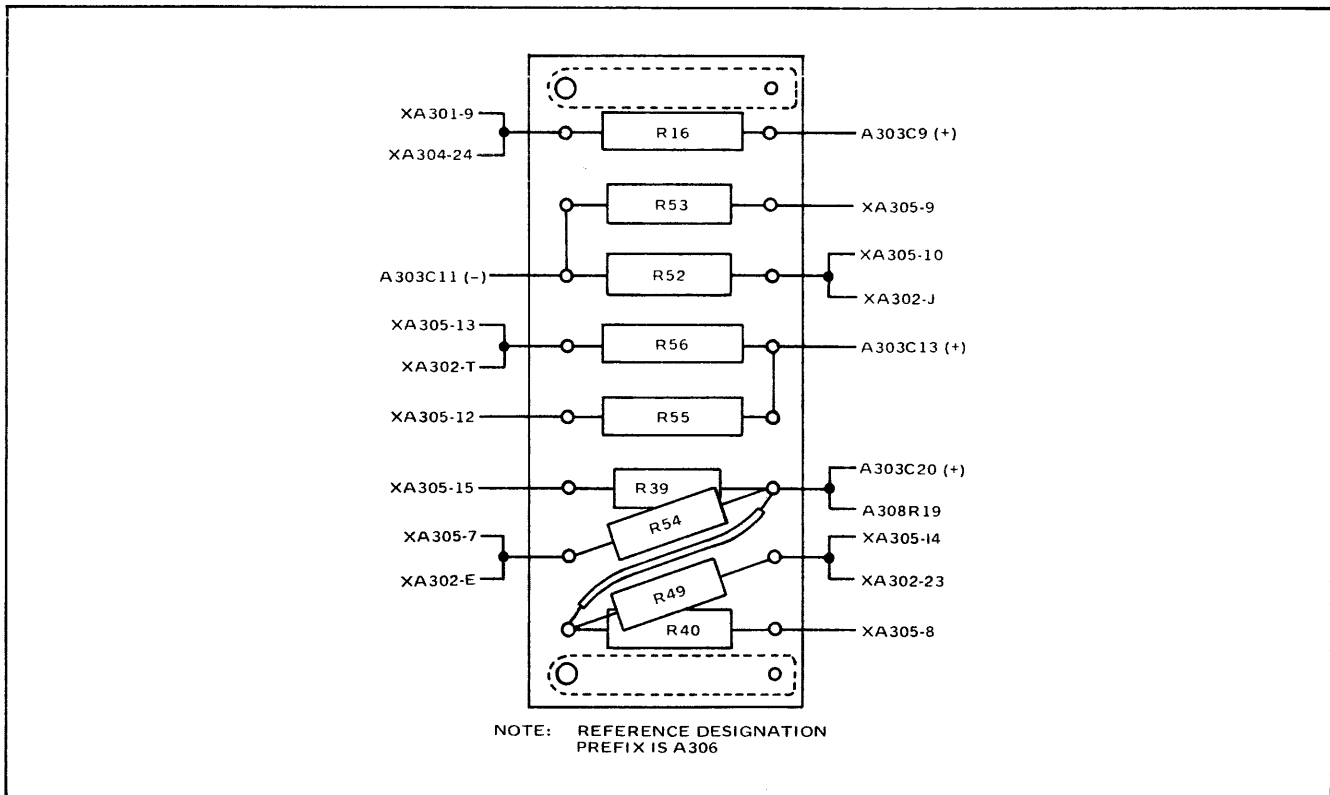 XA301-9
XA304-24
R16
A303C9 (+)
R53
XA305-9
A303C11 (-)
R52
XA305-10
XA302-J
XA305-13
XA302-T
R56
A303C13 (+)
XA305-12
R55
XA305-15
R39
A303C20 (+)
A308R19
R54
XA305-7
XA302-E
XA305-14
XA302-23
R49
R40
XA305-8
NOTE: REFERENCE DESIGNATION
PREFIX IS A306